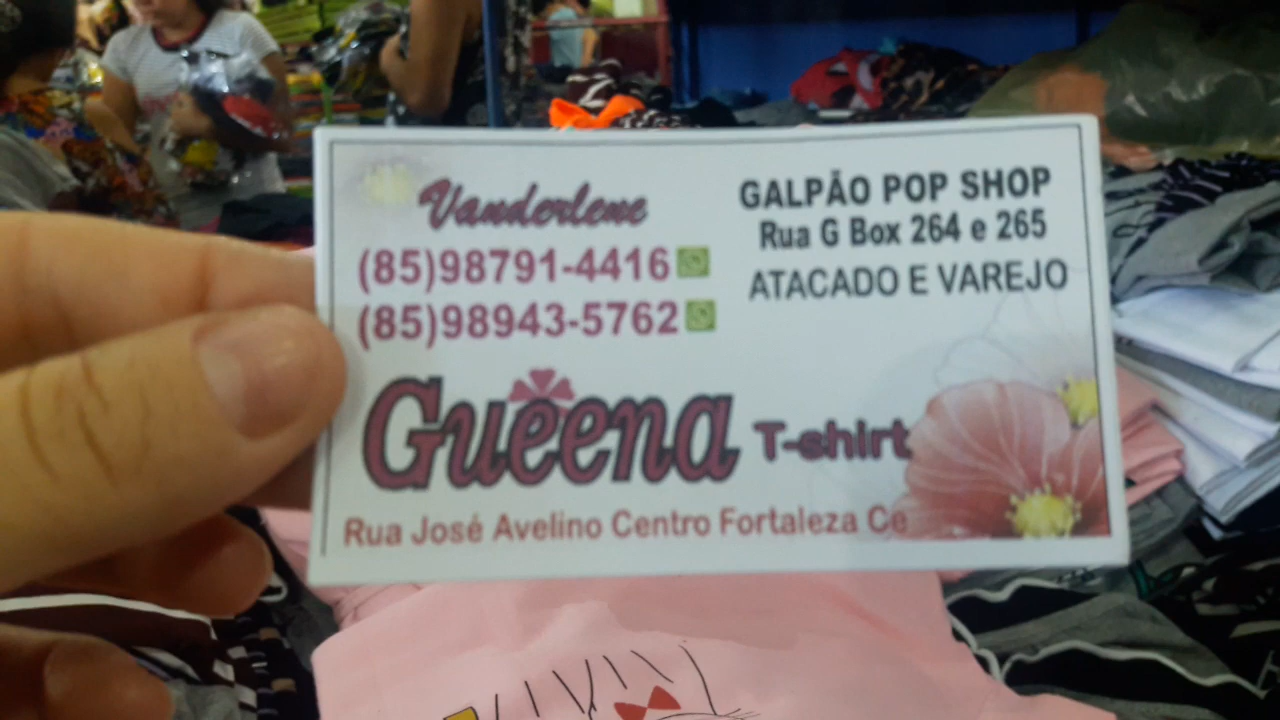 Vanderlene
(85)98791-4416
(85)98943-5762
GALPÃO POP SHOP
Rua G Box 264 e 265
ATACADO E VAREJO
Gueena T-shirt
Rua José Avelino Centro Fortaleza Ce